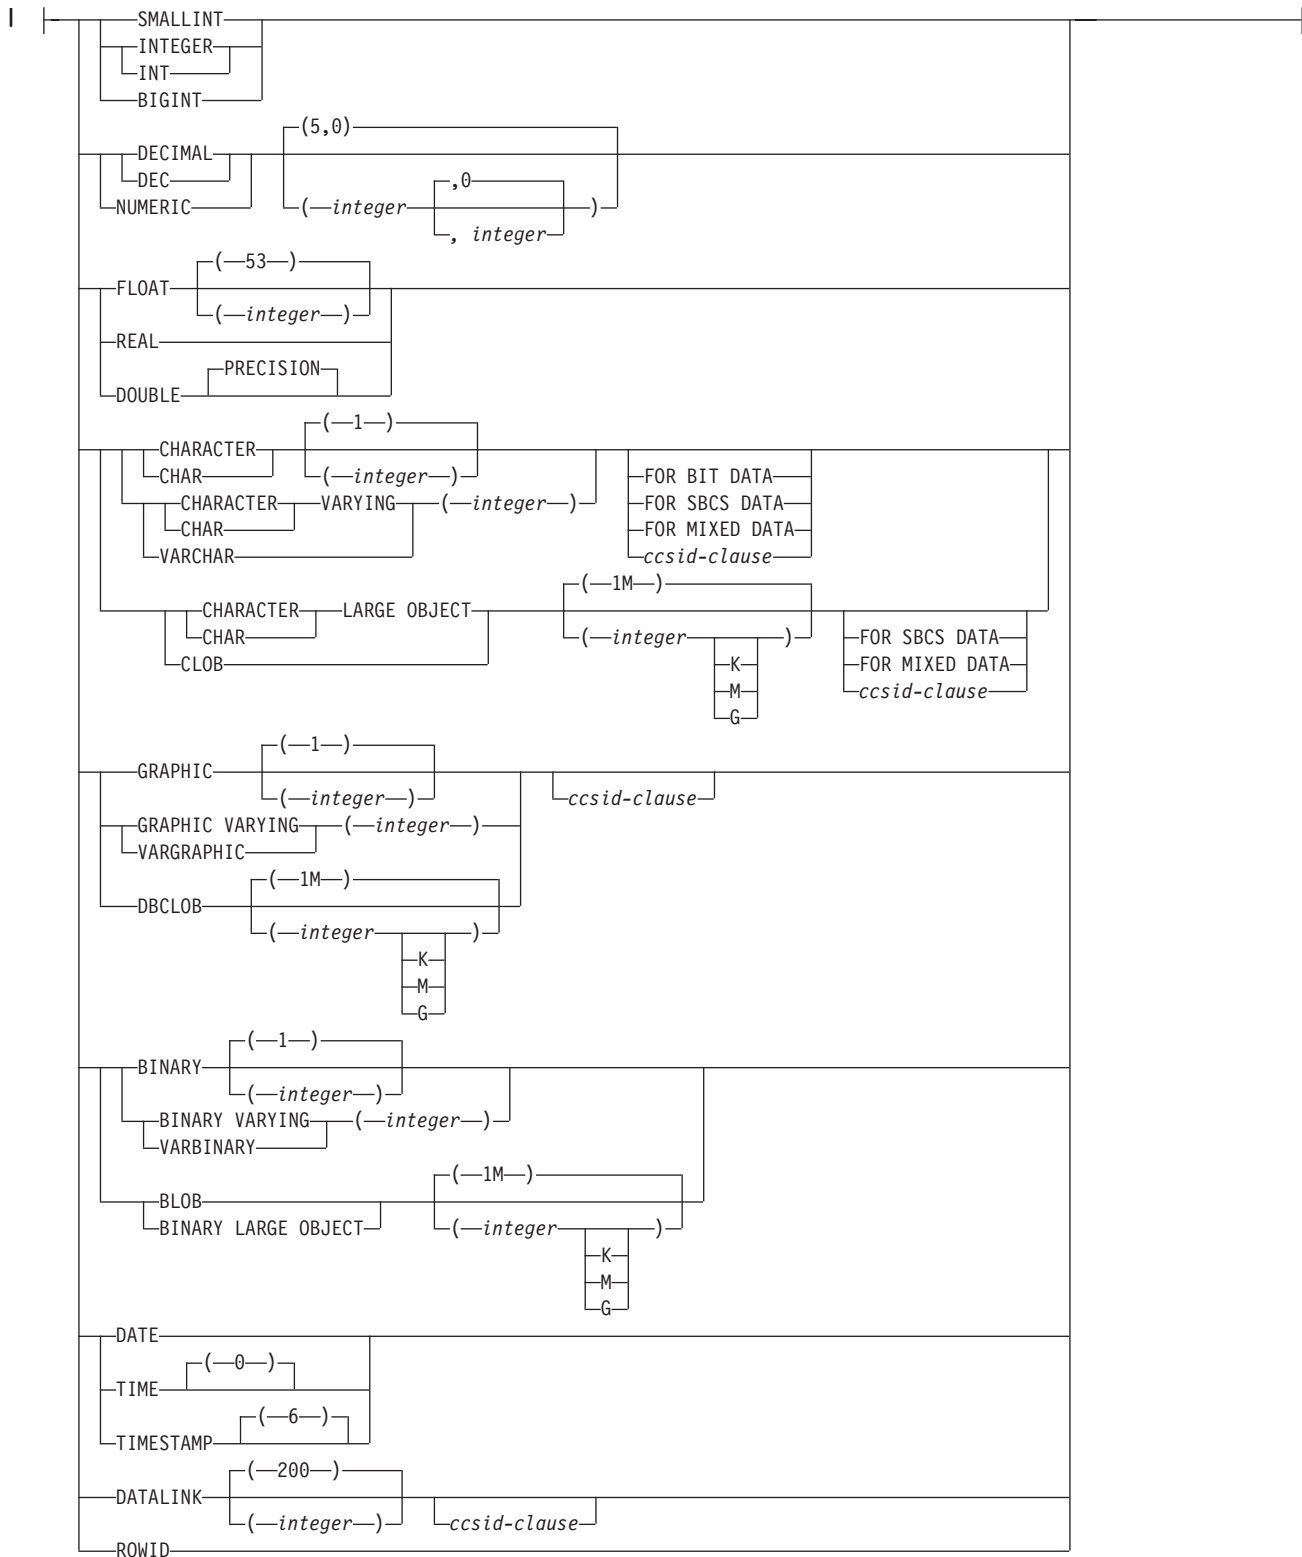 SMALLINT
INTEGER
INT
BIGINT
(5,0)
DECIMAL
DEC
NUMERIC
( integer ,0 )
, integer
( 53 )
FLOAT
( integer )
REAL
PRECISION
DOUBLE
( 1 )
CHARACTER
CHAR ( integer ) FOR BIT DATA
CHARACTER VARYING ( integer ) FOR SBCS DATA
CHAR FOR MIXED DATA
VARCHAR ccsid-clause
( 1M )
CHARACTER LARGE OBJECT
CHAR ( integer ) FOR SBCS DATA
CLOB K FOR MIXED DATA
M ccsid-clause
G
( 1 )
GRAPHIC
( integer ) ccsid-clause
GRAPHIC VARYING ( integer )
VARGRAPHIC
( 1M )
DBCLOB
( integer )
K
M
G
( 1 )
BINARY
( integer )
BINARY VARYING ( integer )
VARBINARY
( 1M )
BLOB
BINARY LARGE OBJECT ( integer )
K
M
G
DATE
( 0 )
TIME
( 6 )
TIMESTAMP
( 200 )
DATALINK
( integer ) ccsid-clause
ROWID